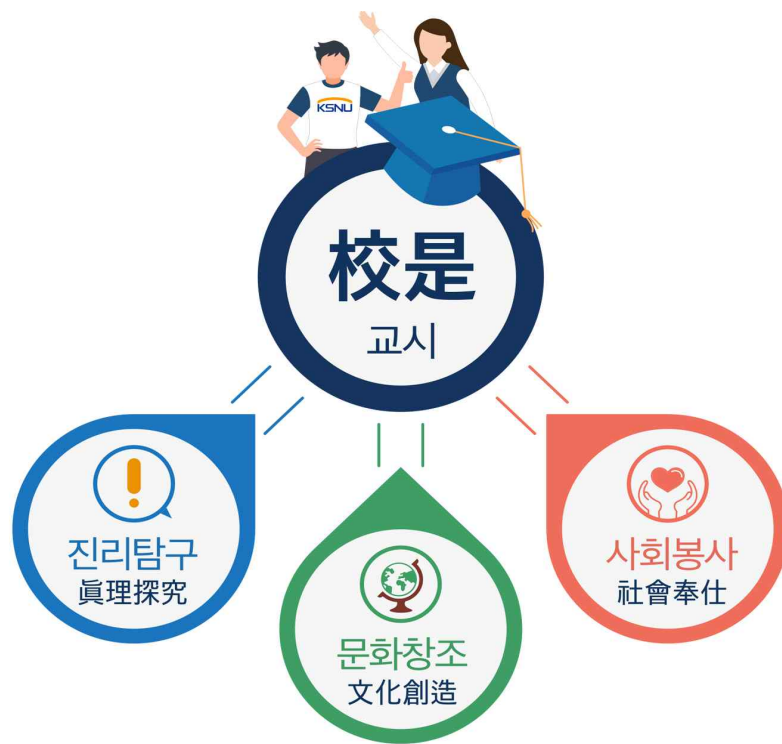 KSNU
校是
교시
진리탐구
眞理探究
문화창조
文化創造
사회봉사
社會奉仕